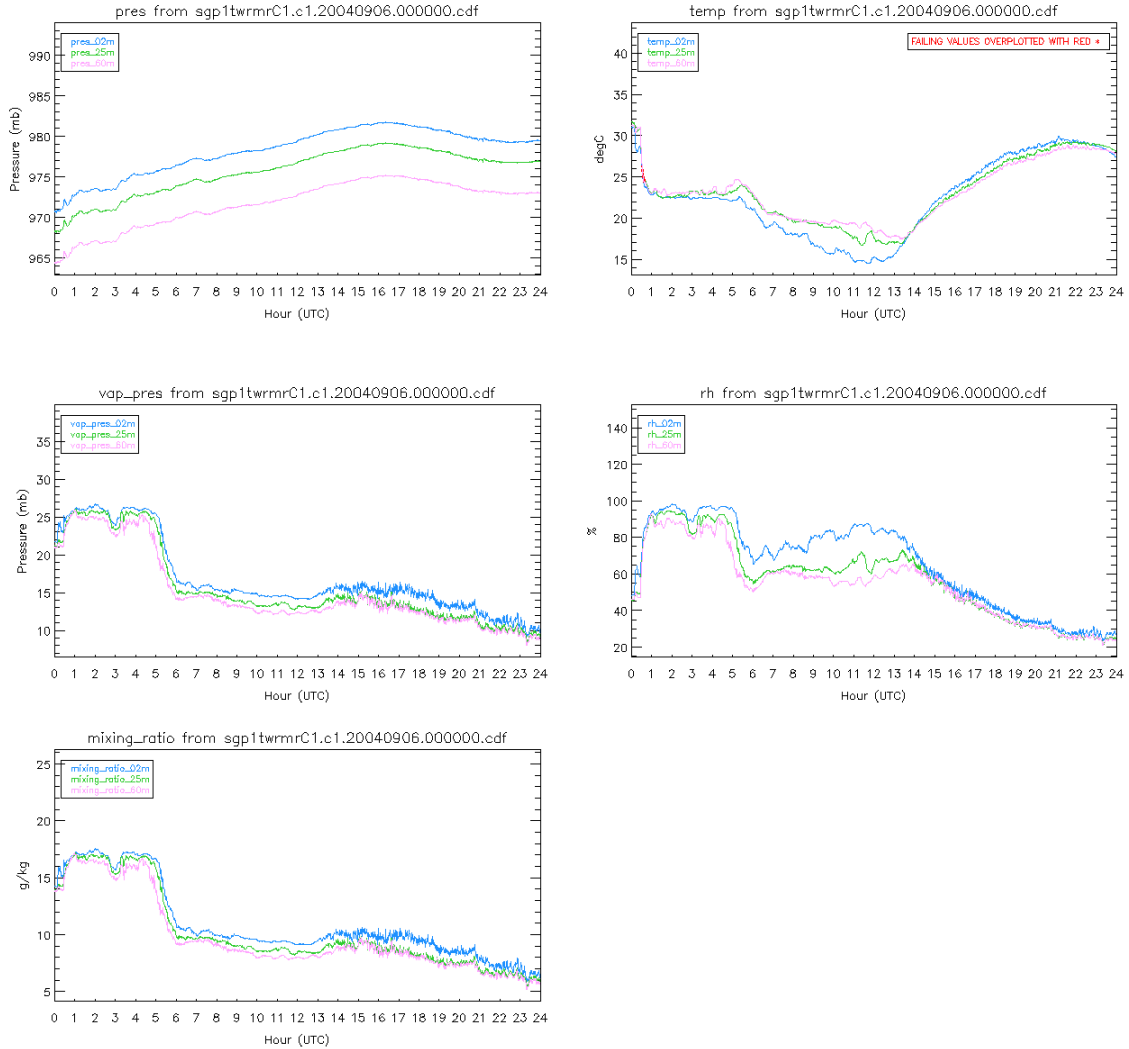 pres from sgp1twrmrC1.c1.20040906.000000.cdf
pres_02m
pres_25m
pres_60m
Pressure (mb)
990
985
980
975
970
965
0 1 2 3 4 5 6 7 8 9 10 11 12 13 14 15 16 17 18 19 20 21 22 23 24
Hour (UTC)
temp from sgp1twrmrC1.c1.20040906.000000.cdf
temp_02m
temp_25m
temp_60m
FAILING VALUES OVERPLOTTED WITH RED *
degC
40
35
30
25
20
15
0 1 2 3 4 5 6 7 8 9 10 11 12 13 14 15 16 17 18 19 20 21 22 23 24
Hour (UTC)
vap_pres from sgp1twrmrC1.c1.20040906.000000.cdf
vap_pres_02m
vap_pres_25m
vap_pres_60m
Pressure (mb)
35
30
25
20
15
10
0 1 2 3 4 5 6 7 8 9 10 11 12 13 14 15 16 17 18 19 20 21 22 23 24
Hour (UTC)
rh from sgp1twrmrC1.c1.20040906.000000.cdf
rh_02m
rh_25m
rh_60m
%
140
120
100
80
60
40
20
0 1 2 3 4 5 6 7 8 9 10 11 12 13 14 15 16 17 18 19 20 21 22 23 24
Hour (UTC)
mixing_ratio from sgp1twrmrC1.c1.20040906.000000.cdf
mixing_ratio_02m
mixing_ratio_25m
mixing_ratio_60m
g/kg
25
20
15
10
5
0 1 2 3 4 5 6 7 8 9 10 11 12 13 14 15 16 17 18 19 20 21 22 23 24
Hour (UTC)